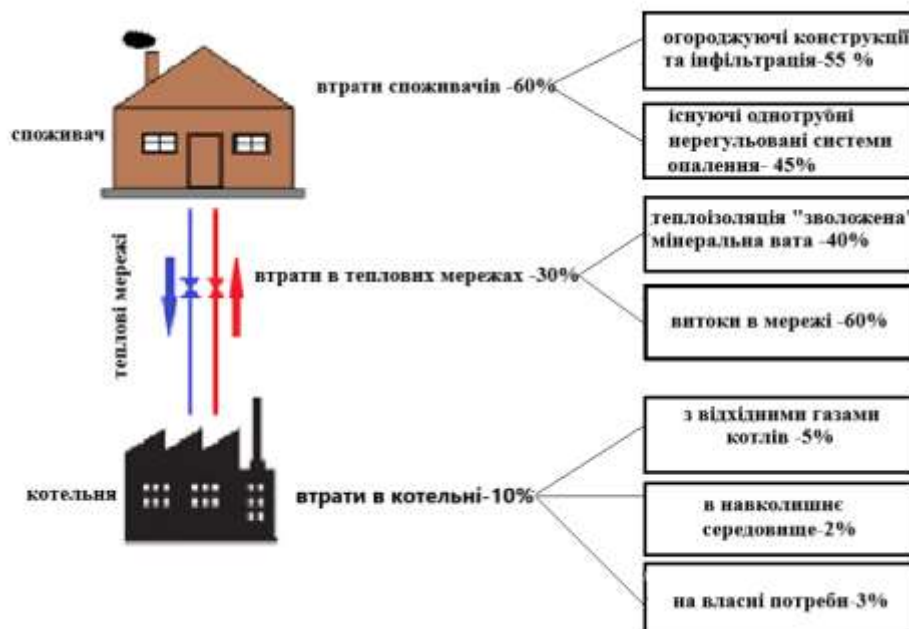 огороджуючі конструкції
та інфільтрація-55 %
втрати споживачів -60%
споживач
існуючі однотрубні
нерегульовані системи
опалення- 45%
теплоізоляція "зволожена"
мінеральна вата -40%
втрати в теплових мережах -30%
теплові мережі
витоки в мережі -60%
з відхідними газами
котлів -5%
котельня
втрати в котельні-10%
в навколишнє
середовище-2%
на власні потреби-3%